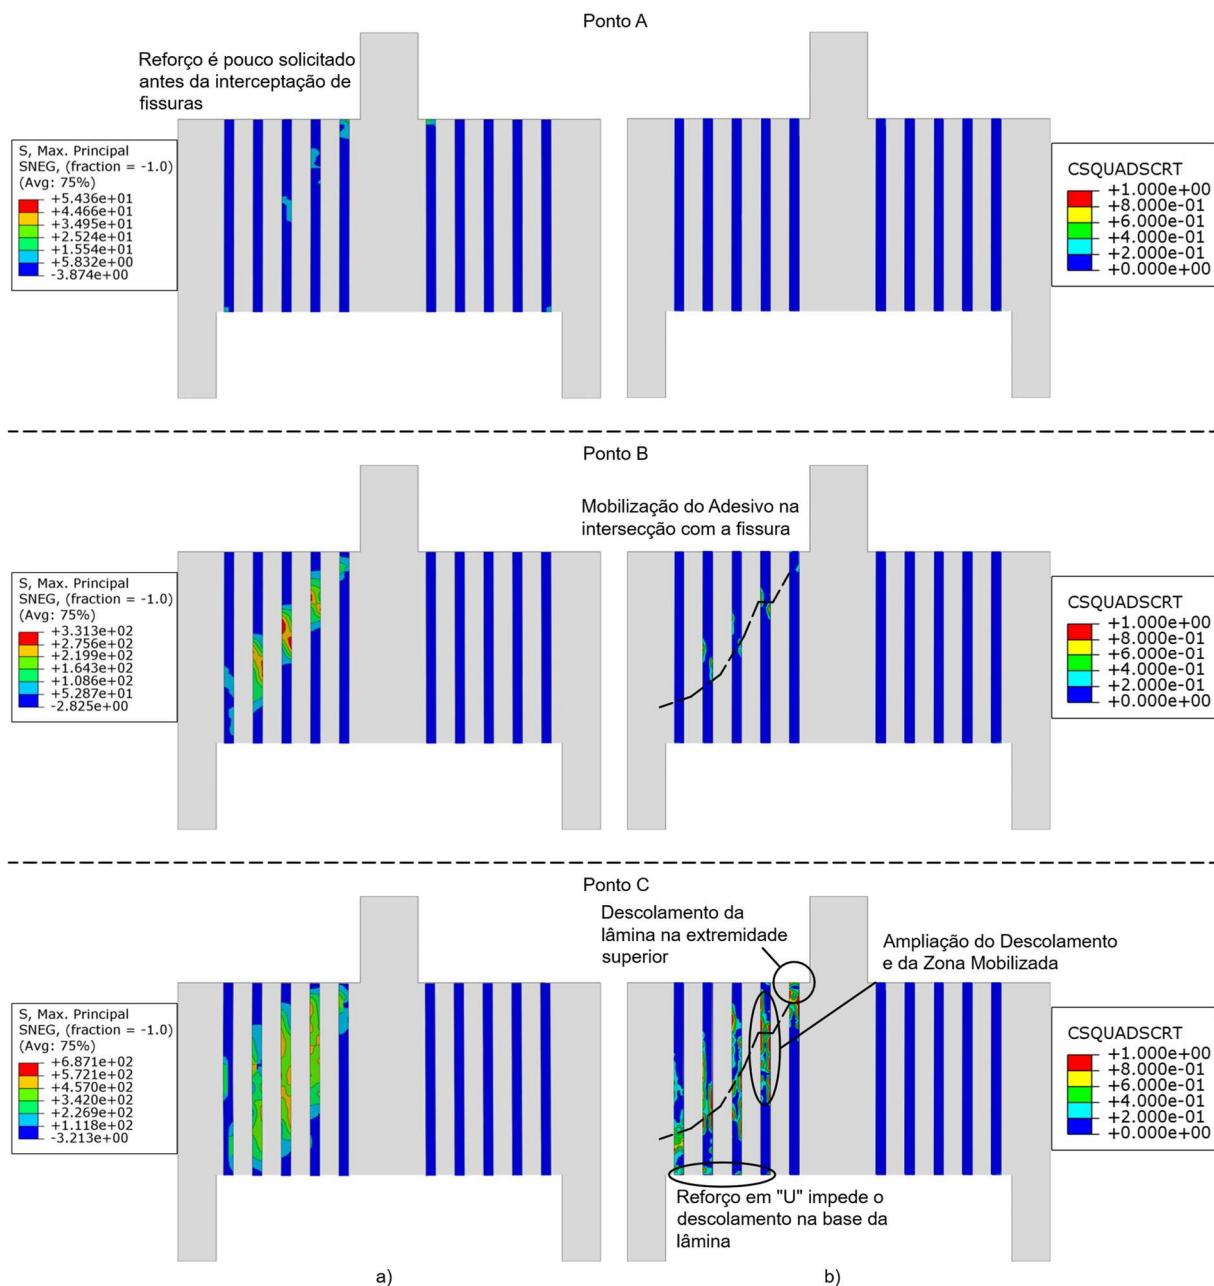 Ponto A
Reforço é pouco solicitado
antes da interceptação de
fissuras
S, Max. Principal
SNEG, (fraction = -1.0)
(Avg: 75%)
+5.436e+01
+4.466e+01
+3.495e+01
+2.524e+01
+1.554e+01
+5.832e+00
-3.874e+00
CSQUADSCRT
+1.000e+00
+8.000e-01
+6.000e-01
+4.000e-01
+2.000e-01
+0.000e+00
Ponto B
Mobilização do Adesivo na
intersecção com a fissura
S, Max. Principal
SNEG, (fraction = -1.0)
(Avg: 75%)
+3.313e+02
+2.756e+02
+2.199e+02
+1.643e+02
+1.086e+02
+5.287e+01
-2.825e+00
CSQUADSCRT
+1.000e+00
+8.000e-01
+6.000e-01
+4.000e-01
+2.000e-01
+0.000e+00
Ponto C
Descolamento da
lâmina na extremidade
superior
Ampliação do Descolamento
e da Zona Mobilizada
S, Max. Principal
SNEG, (fraction = -1.0)
(Avg: 75%)
+6.871e+02
+5.721e+02
+4.570e+02
+3.420e+02
+2.269e+02
+1.118e+02
-3.213e+00
CSQUADSCRT
+1.000e+00
+8.000e-01
+6.000e-01
+4.000e-01
+2.000e-01
+0.000e+00
Reforço em "U" impede o
descolamento na base da
lâmina
a)
b)